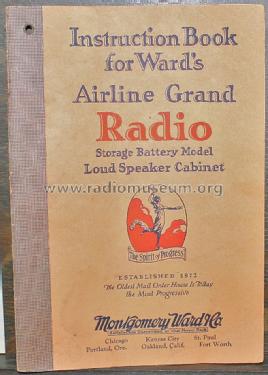 Instruction Book
for Ward's
Airline Grand
Radio
Storage Battery Model
Loud Speaker Cabinet
www.radiomuseum.org
The Spirit of Progress
ESTABLISHED 1872
The Oldest Mail Order House is Today
the Most Progressive
Montgomery Ward & Co.
Chicago Kansas City St. Paul
Portland, Ore. Oakland, Calif. Fort Worth